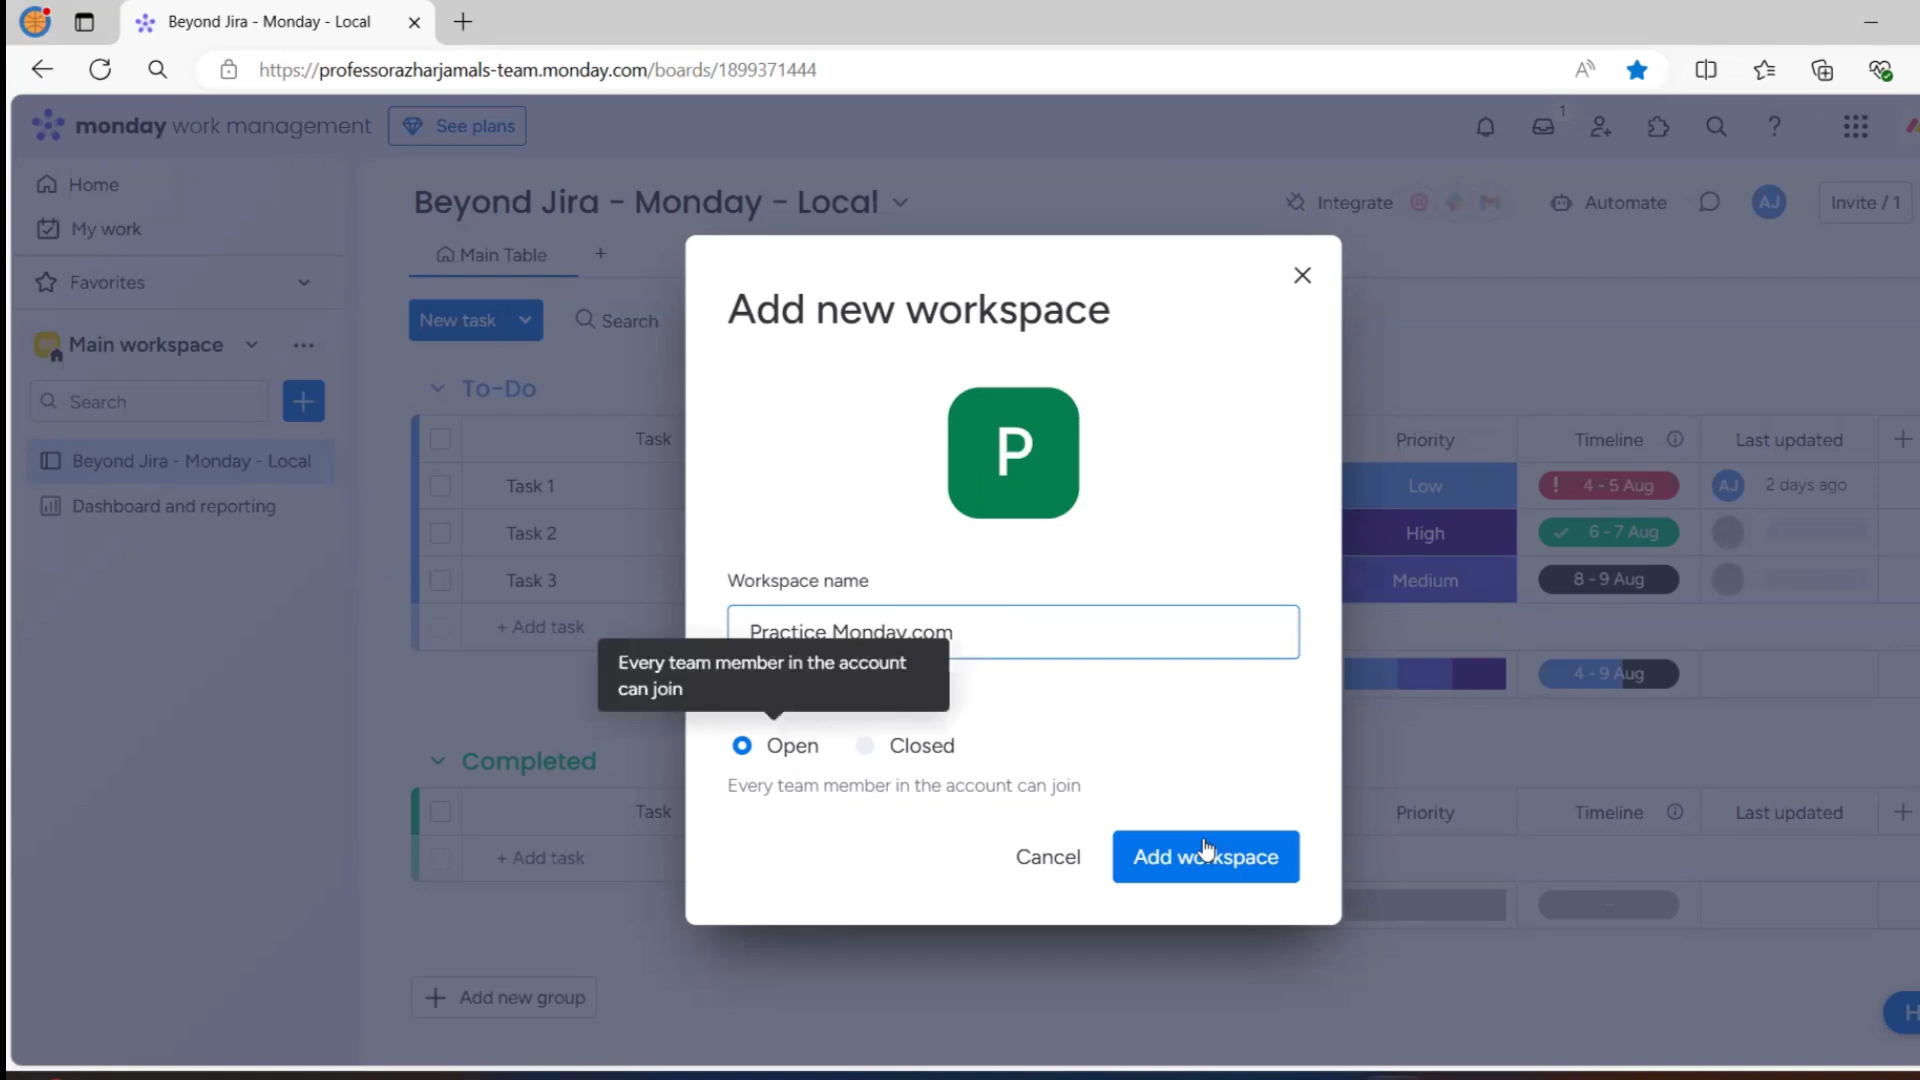 Beyond Jira - Monday - Local
https://professorazharjamals-team.monday.com/boards/1899371444
monday work management
See plans
1
Home
My work
Favorites
Main workspace
Search
Beyond Jira - Monday - Local
Dashboard and reporting
Beyond Jira - Monday - Local
Integrate
Automate
AJ
Invite / 1
Main Table
New task
Search
To-Do
Task
Priority
Timeline
Last updated
Task 1
Low
! 4 - 5 Aug
AJ
2 days ago
Task 2
High
6 - 7 Aug
Task 3
Medium
8 - 9 Aug
+ Add task
4 - 9 Aug
Completed
Task
Priority
Timeline
Last updated
+ Add task
-
Add new group
Add new workspace
P
Workspace name
Practice Monday.com
Every team member in the account
can join
Open
Closed
Every team member in the account can join
Cancel
Add workspace